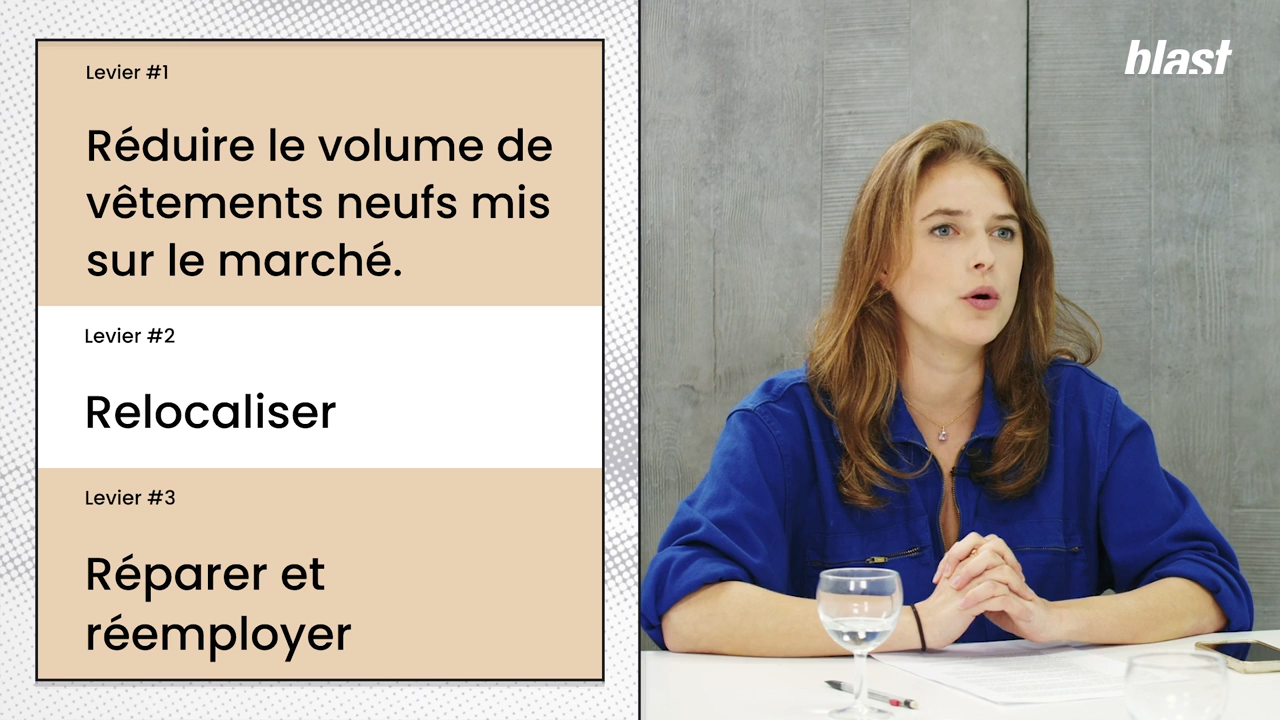 Levier #1
Réduire le volume de
vêtements neufs mis
sur le marché.
Levier #2
Relocaliser
Levier #3
Réparer et
réemployer
blast